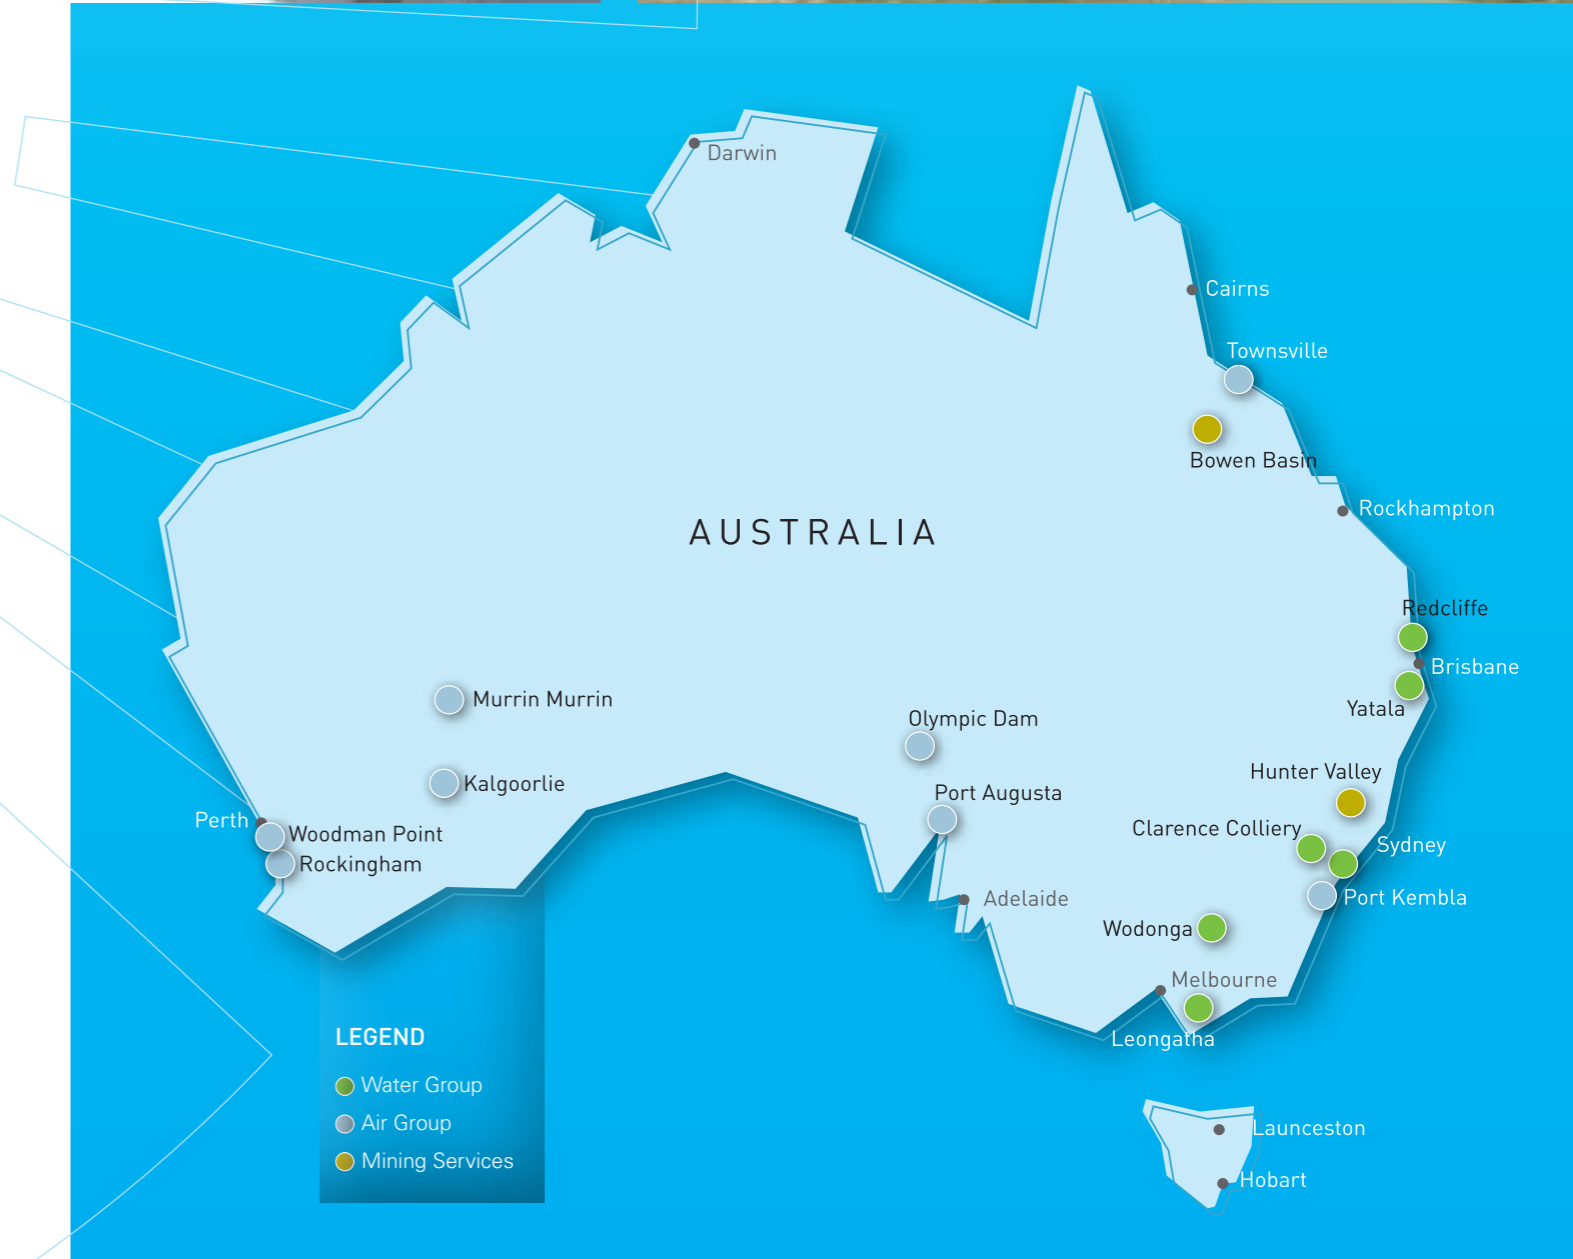 Darwin
Cairns
Townsville
Bowen Basin
Rockhampton
AUSTRALIA
Redcliffe
Brisbane
Yatala
Murrin Murrin
Olympic Dam
Hunter Valley
Kalgoorlie
Port Augusta
Perth
Woodman Point
Clarence Colliery
Sydney
Rockingham
Port Kembla
Adelaide
Wodonga
Melbourne
Leongatha
LEGEND
Water Group
Air Group
Mining Services
Launceston
Hobart